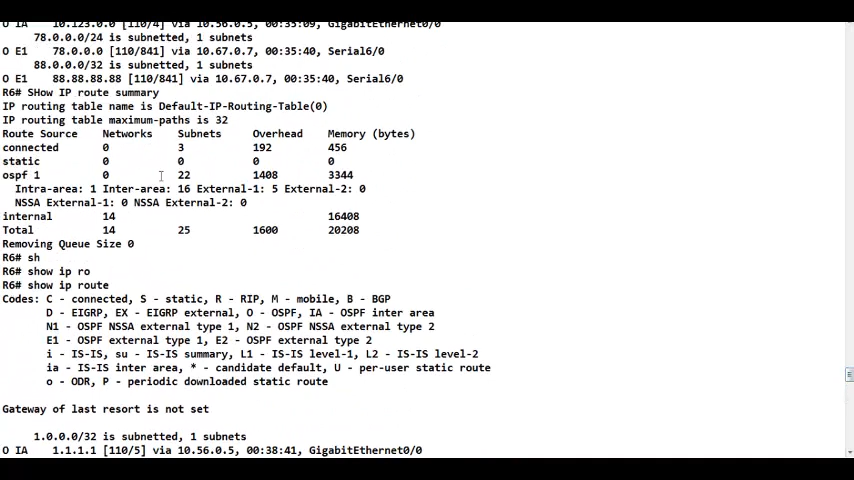 O IA    10.123.0.0 [110/4] via 10.56.0.5, 00:35:09, GigabitEthernet0/0
78.0.0.0/24 is subnetted, 1 subnets
O E1    78.0.0.0 [110/841] via 10.67.0.7, 00:35:40, Serial6/0
88.0.0.0/32 is subnetted, 1 subnets
O E1    88.88.88.88 [110/841] via 10.67.0.7, 00:35:40, Serial6/0
R6# SHow IP route summary
IP routing table name is Default-IP-Routing-Table(0)
IP routing table maximum-paths is 32
Route Source    Networks    Subnets    Overhead    Memory (bytes)
connected       0           3          192         456
static          0           0          0           0
ospf 1          0           22         1408        3344
Intra-area: 1 Inter-area: 16 External-1: 5 External-2: 0
NSSA External-1: 0 NSSA External-2: 0
internal        14                                 16408
Total           14          25         1600        20208
Removing Queue Size 0
R6# sh
R6# show ip ro
R6# show ip route
Codes: C - connected, S - static, R - RIP, M - mobile, B - BGP
D - EIGRP, EX - EIGRP external, O - OSPF, IA - OSPF inter area
N1 - OSPF NSSA external type 1, N2 - OSPF NSSA external type 2
E1 - OSPF external type 1, E2 - OSPF external type 2
i - IS-IS, su - IS-IS summary, L1 - IS-IS level-1, L2 - IS-IS level-2
ia - IS-IS inter area, * - candidate default, U - per-user static route
o - ODR, P - periodic downloaded static route
Gateway of last resort is not set
1.0.0.0/32 is subnetted, 1 subnets
O IA    1.1.1.1 [110/5] via 10.56.0.5, 00:38:41, GigabitEthernet0/0